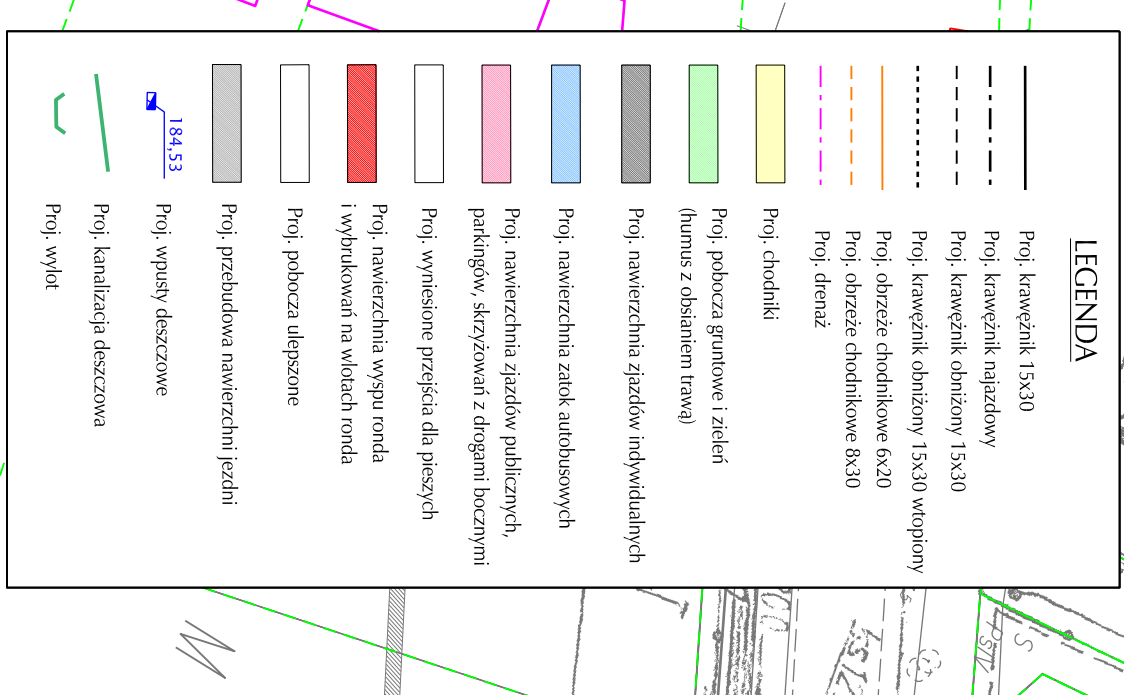 LEGENDA
Proj. krawężnik 15x30
Proj. krawężnik najazdowy
Proj. krawężnik obniżony 15x30
Proj. krawężnik obniżony 15x30 wtopiony
Proj. obrzeże chodnikowe 6x20
Proj. obrzeże chodnikowe 8x30
Proj. drenaż
Proj. chodniki
Proj. pobocza gruntowe i zieleń
(humus z obsianiem trawą)
Proj. nawierzchnia zjazdów indywidualnych
Proj. nawierzchnia zatok autobusowych
Proj. nawierzchnia zjazdów publicznych,
parkingów, skrzyżowań z drogami bocznymi
Proj. wyniesione przejścia dla pieszych
Proj. nawierzchnia wyspu ronda
i wybrukowań na wlotach ronda
Proj. pobocza ulepszone
Proj. przebudowa nawierzchni jezdni
184,53
Proj. wpusty deszczowe
Proj. kanalizacja deszczowa
Proj. wylot